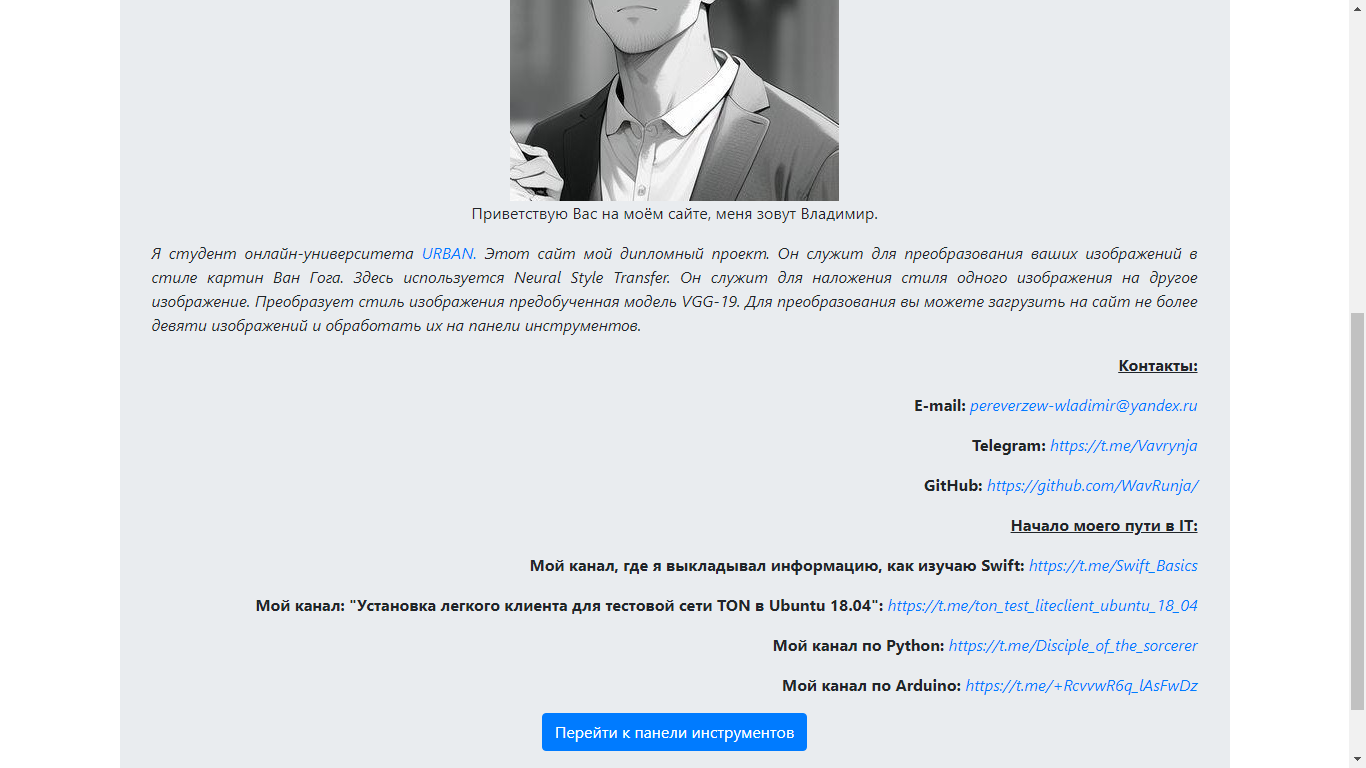 Приветствую Вас на моём сайте, меня зовут Владимир.
Я студент онлайн-университета URBAN. Этот сайт мой дипломный проект. Он служит для преобразования ваших изображений в
стиле картин Ван Гога. Здесь используется Neural Style Transfer. Он служит для наложения стиля одного изображения на другое
изображение. Преобразует стиль изображения предобученная модель VGG-19. Для преобразования вы можете загрузить на сайт не более
девяти изображений и обработать их на панели инструментов.
Контакты:
E-mail: pereverzew-wladimir@yandex.ru
Telegram: https://t.me/Vavrynja
GitHub: https://github.com/WavRunja/
Начало моего пути в IT:
Мой канал, где я выкладывал информацию, как изучаю Swift: https://t.me/Swift_Basics
Мой канал: "Установка легкого клиента для тестовой сети TON в Ubuntu 18.04": https://t.me/ton_test_liteclient_ubuntu_18_04
Мой канал по Python: https://t.me/Disciple_of_the_sorcerer
Мой канал по Arduino: https://t.me/+RcvvwR6q_lAsFwDz
Перейти к панели инструментов